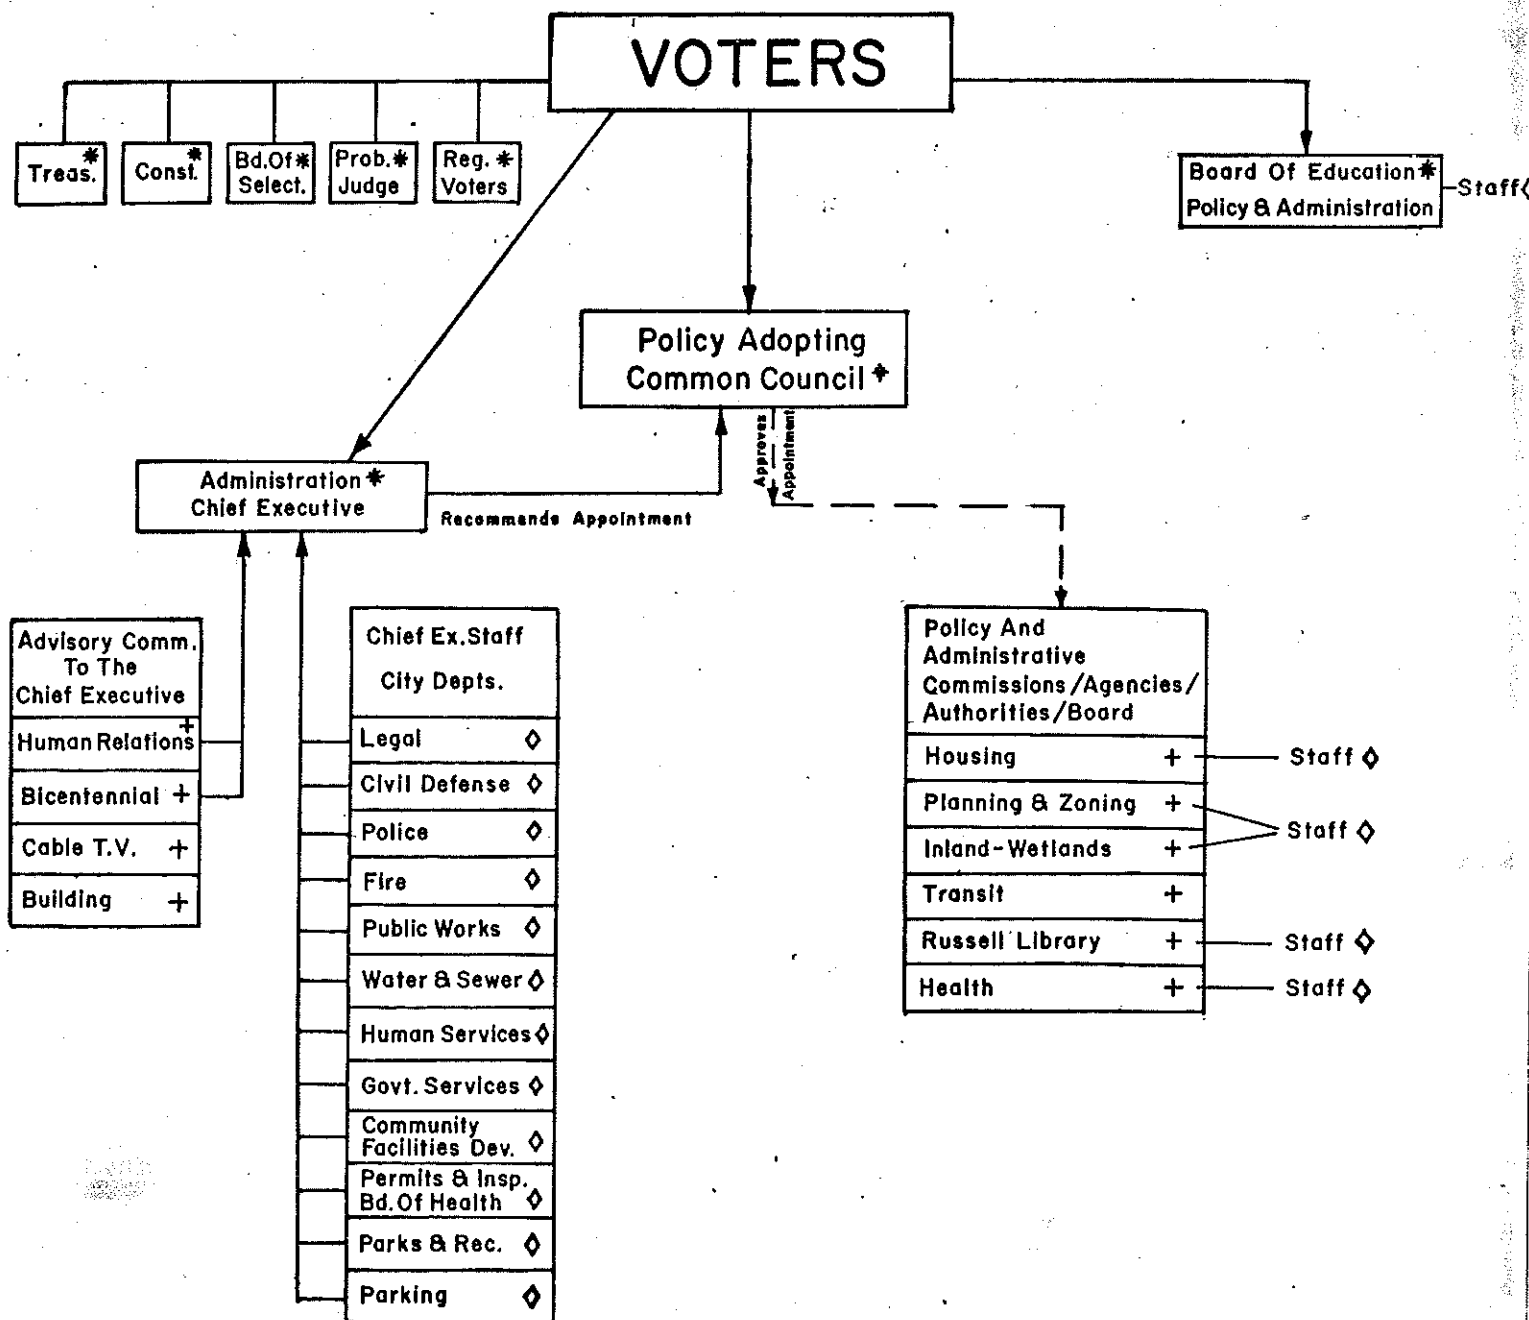 VOTERS
Treas.*
Const.*
Bd.Of*
Select.
Prob.*
Judge
Reg.*
Voters
Board Of Education*
Policy & Administration
Staff◊
Policy Adopting
Common Council*
Approves
Appointment
Administration*
Chief Executive
Recommends Appointment
Advisory Comm.
To The
Chief Executive
Human Relations +
Bicentennial +
Cable T.V. +
Building +
Chief Ex. Staff
City Depts.
Legal ◊
Civil Defense ◊
Police ◊
Fire ◊
Public Works ◊
Water & Sewer ◊
Human Services ◊
Govt. Services ◊
Community
Facilities Dev. ◊
Permits & Insp.
Bd. Of Health ◊
Parks & Rec. ◊
Parking ◊
Policy And
Administrative
Commissions/Agencies/
Authorities/Board
Housing +
Staff ◊
Planning & Zoning +
Inland-Wetlands +
Staff ◊
Transit +
Russell Library +
Staff ◊
Health +
Staff ◊